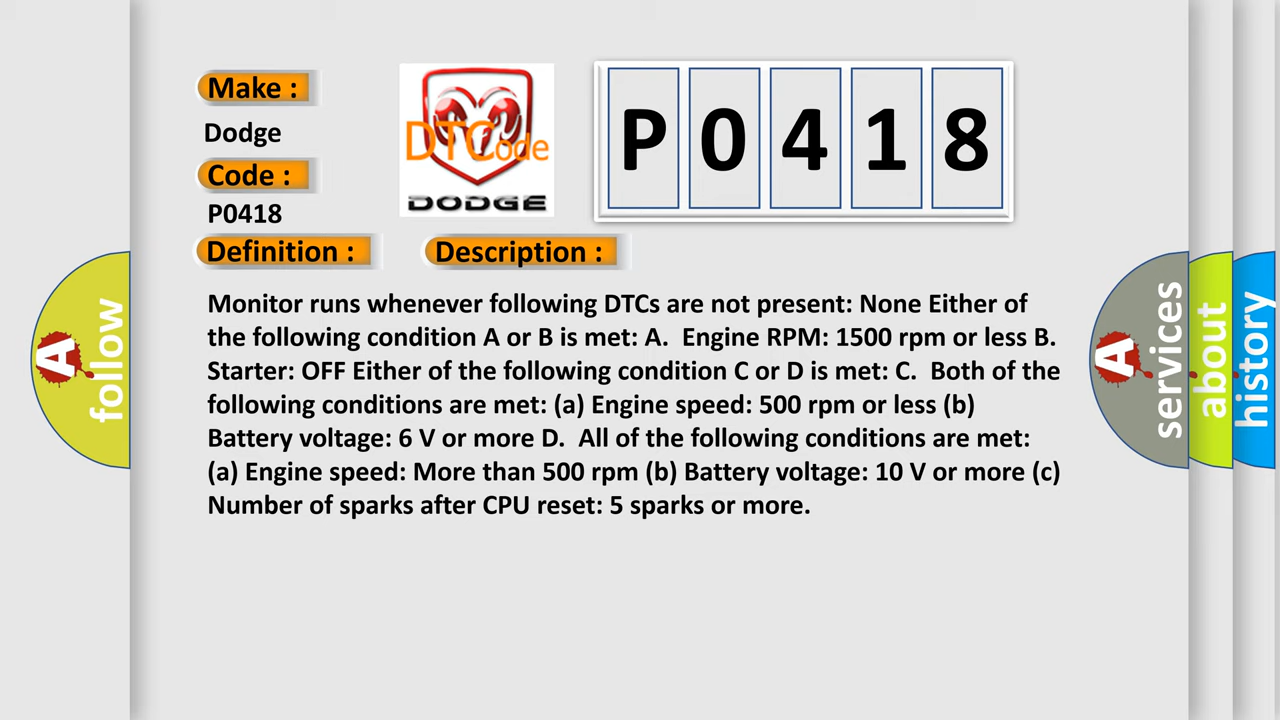 Make :
Dodge
Code :
P0418
Definition :
Description :
DTCode
DODGE
P0418
Monitor runs whenever following DTCs are not present: None Either of
the following condition A or B is met: A.  Engine RPM: 1500 rpm or less B.
Starter: OFF Either of the following condition C or D is met: C.  Both of the
following conditions are met: (a) Engine speed: 500 rpm or less (b)
Battery voltage: 6 V or more D.  All of the following conditions are met:
(a) Engine speed: More than 500 rpm (b) Battery voltage: 10 V or more (c)
Number of sparks after CPU reset: 5 sparks or more.
A follow
A services
about
history